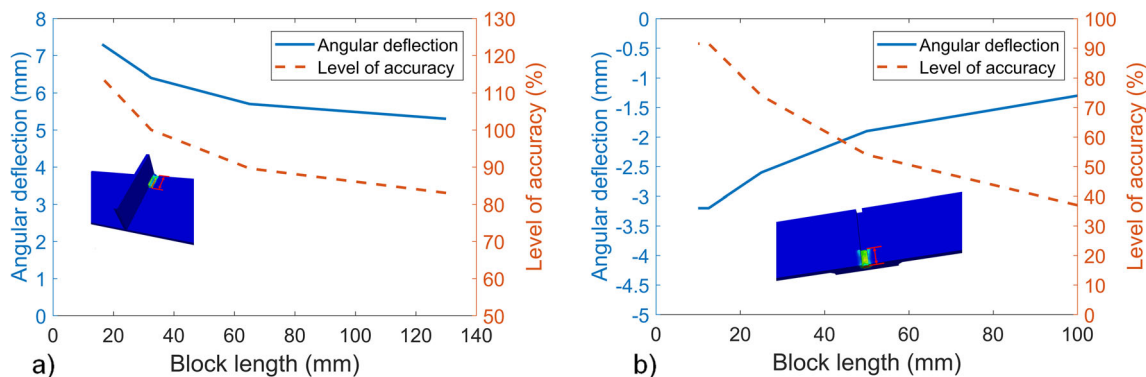 8
7
6
5
4
3
2
1
0
Angular deflection (mm)
130
120
110
100
90
80
70
60
50
Level of accuracy (%)
Angular deflection
Level of accuracy
0 20 40 60 80 100 120 140
Block length (mm)
a)
-0
-0.5
-1
-1.5
-2
-2.5
-3
-3.5
-4
-4.5
-5
Angular deflection (mm)
100
90
80
70
60
50
40
30
20
10
0
Level of accuracy (%)
Angular deflection
Level of accuracy
0 20 40 60 80 100
Block length (mm)
b)